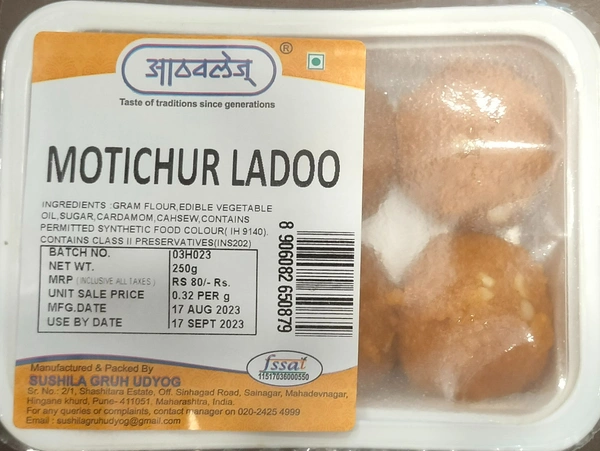 आठवलेज् ®
Taste of traditions since generations
MOTICHUR LADOO
INGREDIENTS :GRAM FLOUR,EDIBLE VEGETABLE
OIL,SUGAR,CARDAMOM,CAHSEW,CONTAINS
PERMITTED SYNTHETIC FOOD COLOUR( IH 9140).
CONTAINS CLASS II PRESERVATIVES(INS202)
BATCH NO. 03H023
NET WT. 250g
MRP (INCLUSIVE ALL TAXES) RS 80/- Rs.
UNIT SALE PRICE 0.32 PER g
MFG.DATE 17 AUG 2023
USE BY DATE 17 SEPT 2023
8 906082 650879
fssai
11517036000550
Manufactured & Packed By
SUSHILA GRUH UDYOG
Sr. No.: 2/1, Shashitara Estate, Off. Sinhagad Road, Sainagar, Mahadevnagar,
Hingane khurd, Pune- 411051, Maharashtra, India.
For any queries or complaints, contact manager on 020-2425 4999
Email : sushilagruhudyog@gmail.com